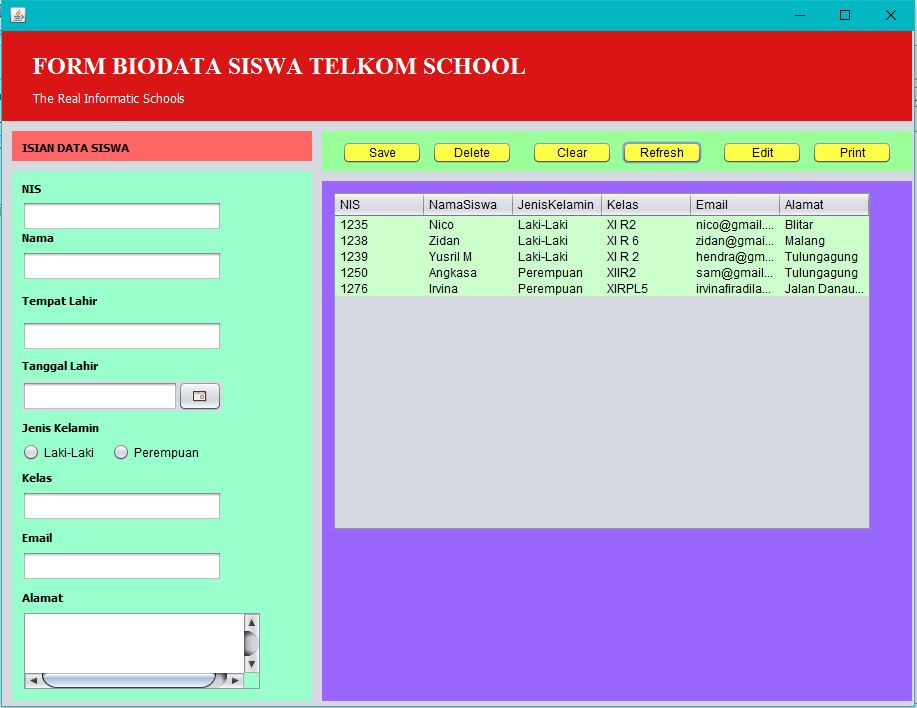 FORM BIODATA SISWA TELKOM SCHOOL
The Real Informatic Schools
ISIAN DATA SISWA
NIS
Nama
Tempat Lahir
Tanggal Lahir
Jenis Kelamin
Laki-Laki Perempuan
Kelas
Email
Alamat
Save Delete Clear Refresh Edit Print
NIS NamaSiswa JenisKelamin Kelas Email Alamat
1235 Nico Laki-Laki XI R2 nico@gmail.... Blitar
1238 Zidan Laki-Laki XI R 6 zidan@gmai... Malang
1239 Yusril M Laki-Laki XI R 2 hendra@gm... Tulungagung
1250 Angkasa Perempuan XIIR2 sam@gmail... Tulungagung
1276 Irvina Perempuan XIRPL5 irvinafiradila... Jalan Danau...